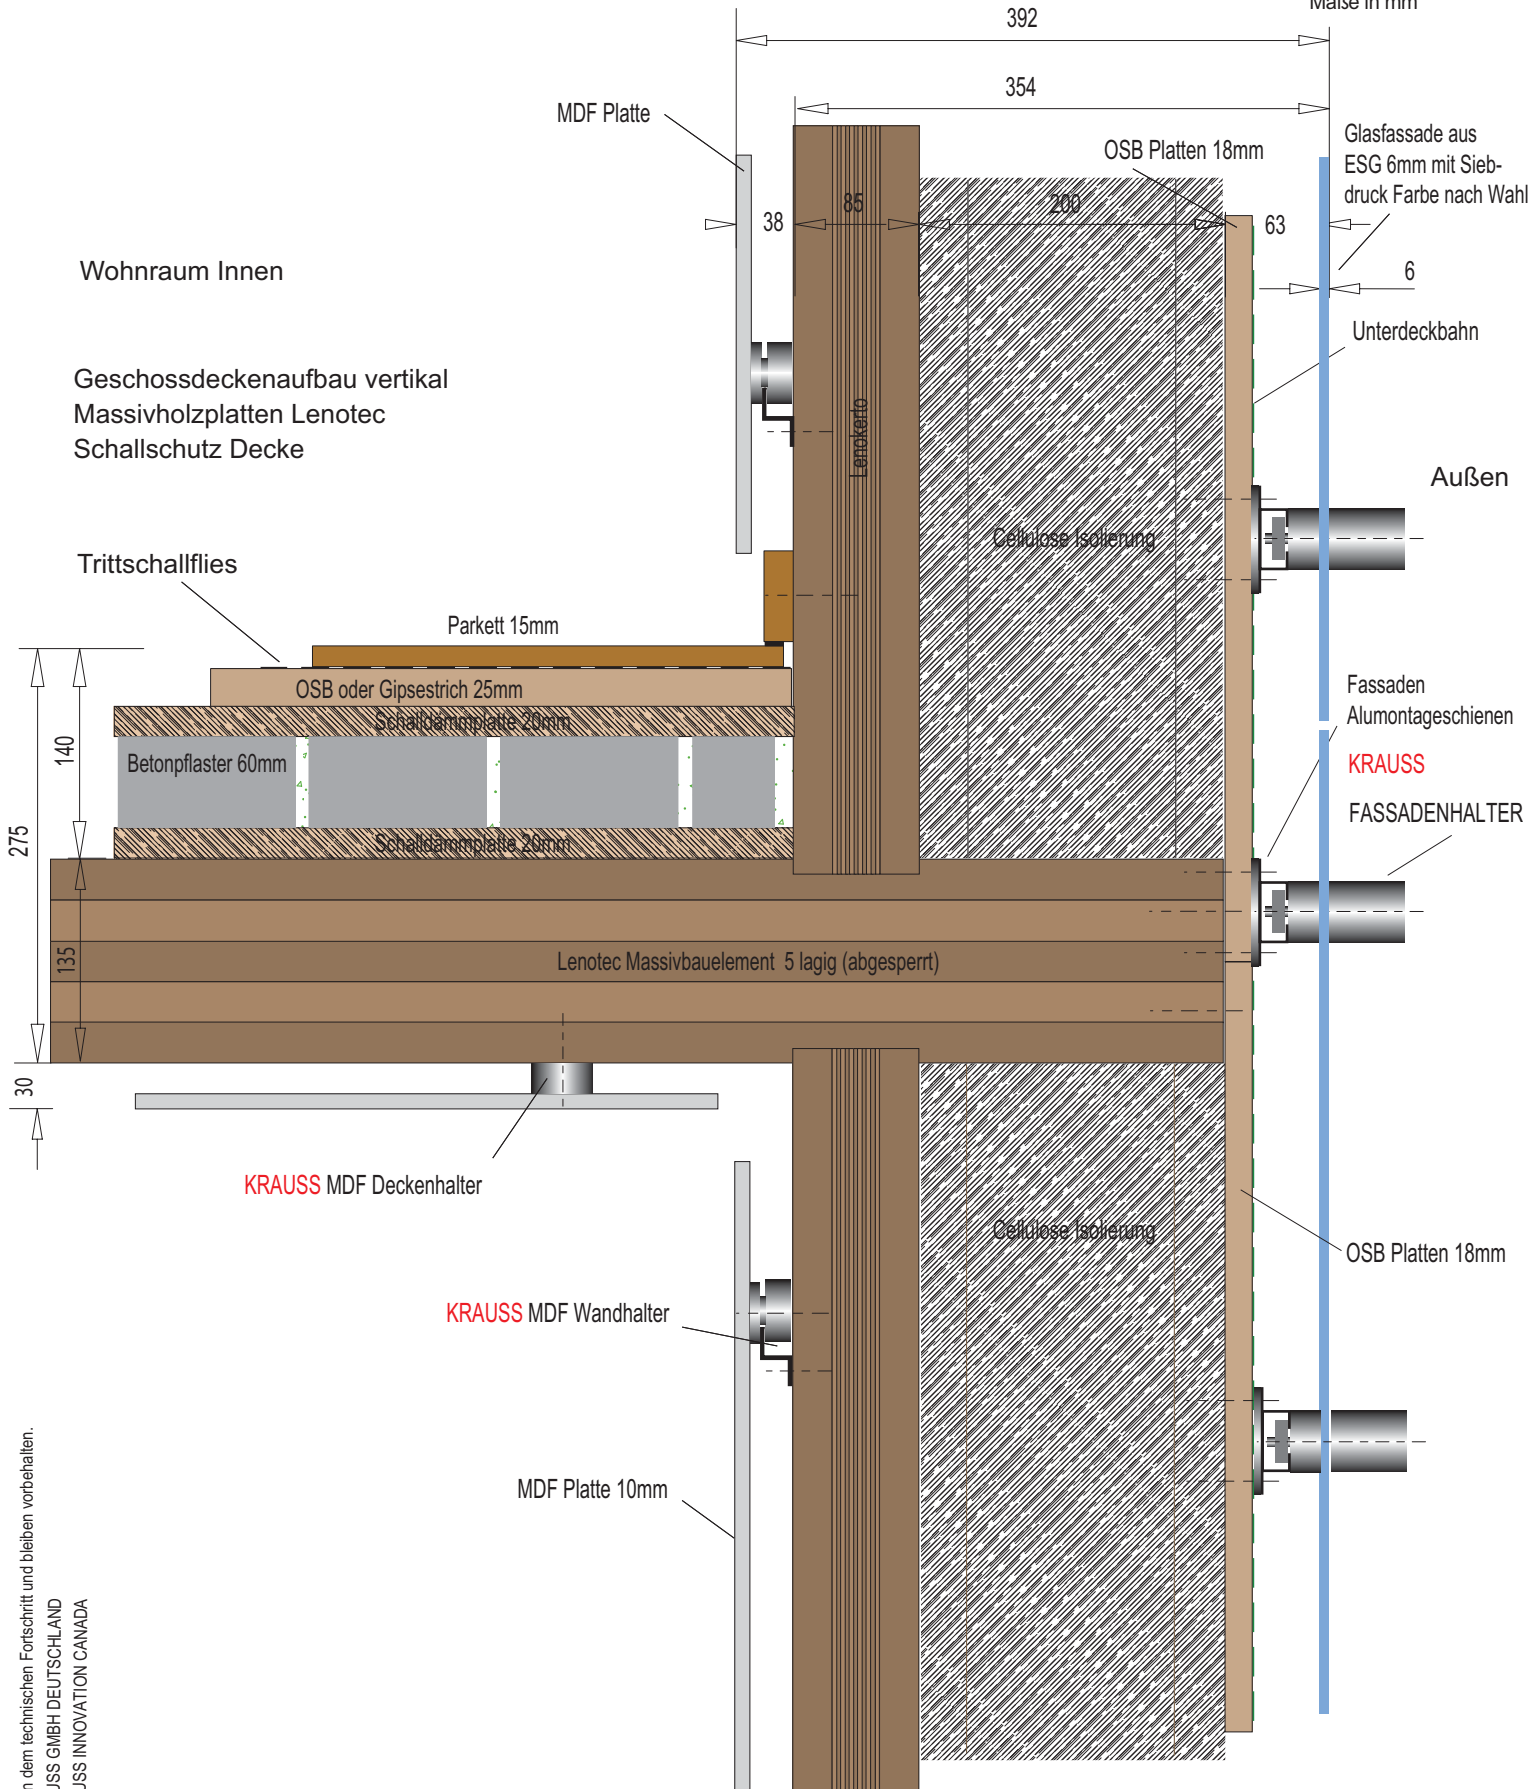 Maße in mm
392
354
MDF Platte
OSB Platten 18mm
Glasfassade aus
ESG 6mm mit Sieb-
druck Farbe nach Wahl
38
85
200
63
6
Wohnraum Innen
Unterdeckbahn
Geschossdeckenaufbau vertikal
Massivholzplatten Lenotec
Schallschutz Decke
Lenokerto
Außen
Cellulose Isolierung
Trittschallflies
Parkett 15mm
OSB oder Gipsestrich 25mm
Schalldämmplatte 20mm
Betonpflaster 60mm
Schalldämmplatte 20mm
140
275
135
30
Fassaden
Alumontageschienen
KRAUSS
FASSADENHALTER
Lenotec Massivbauelement 5 lagig (abgesperrt)
KRAUSS MDF Deckenhalter
Cellulose Isolierung
OSB Platten 18mm
KRAUSS MDF Wandhalter
MDF Platte 10mm
dem technischen Fortschritt und bleiben vorbehalten.
GMBH DEUTSCHLAND
INNOVATION CANADA